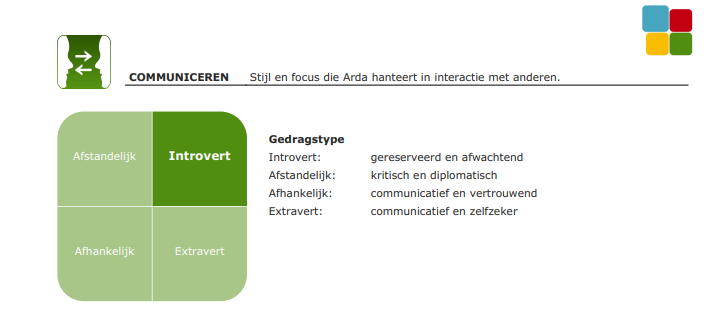 COMMUNICEREN Stijl en focus die Arda hanteert in interactie met anderen.
Afstandelijk Introvert
Afhankelijk Extravert
Gedragstype
Introvert: gereserveerd en afwachtend
Afstandelijk: kritisch en diplomatisch
Afhankelijk: communicatief en vertrouwend
Extravert: communicatief en zelfzeker